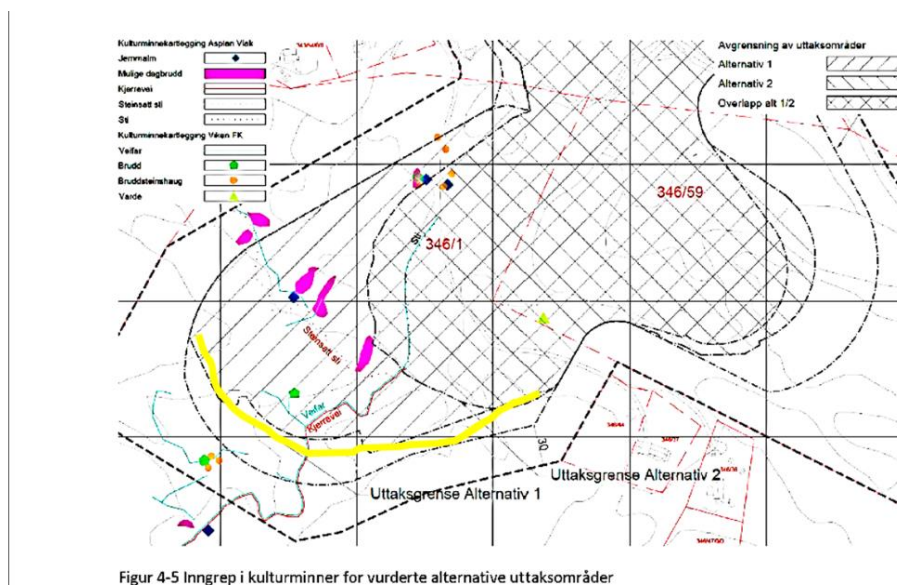 Kulturminnekartlegging Asplan Viak
Jernmalm
Mulige dagbrudd
Kjerrevei
Steinsatt sti
Sti
Kulturminnekartlegging Viken FK
Veifar
Brudd
Bruddsteinshaug
Varde
Avgrensning av uttaksområder
Alternativ 1
Alternativ 2
Overlapp alt 1/2
346/59
346/1
Sti
Steinsatt sti
Veifar
Kjerrevei
30
Uttaksgrense Alternativ 1
Uttaksgrense Alternativ 2
Figur 4-5 Inngrep i kulturminner for vurderte alternative uttaksområder